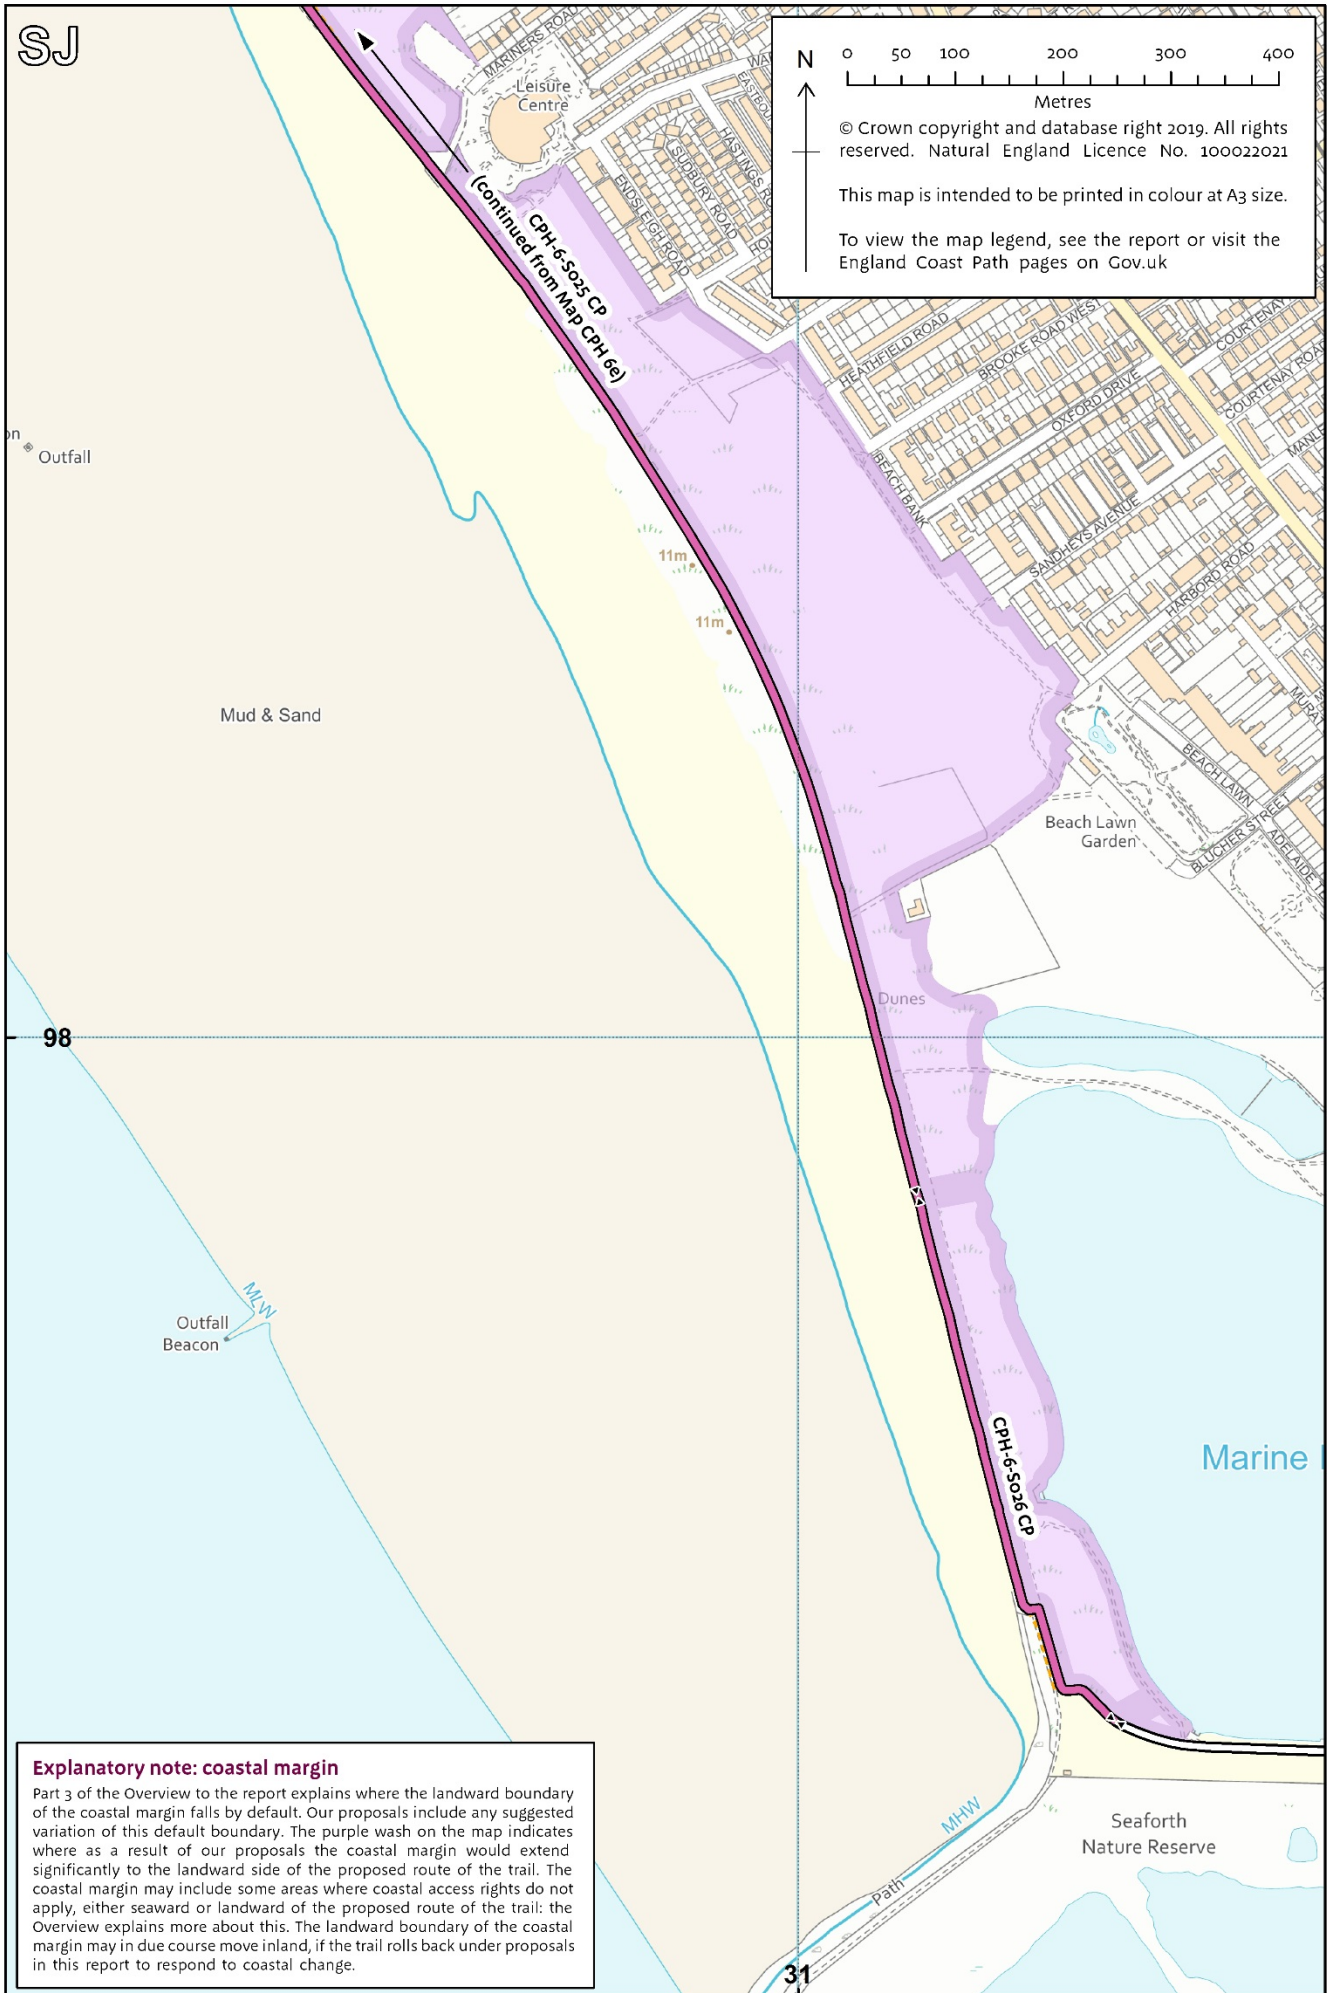 SJ
N
0 50 100 200 300 400
Metres
© Crown copyright and database right 2019. All rights
reserved. Natural England Licence No. 100022021
This map is intended to be printed in colour at A3 size.
To view the map legend, see the report or visit the
England Coast Path pages on Gov.uk
MARINERS ROAD
Leisure
Centre
SUDBURY ROAD
ENDSLEIGH ROAD
CPH-6-S025 CP
(continued from Map CPH 6e)
HEATHFIELD ROAD
BROOKE ROAD WEST
COURTENAY
COURTENAY ROAD
OXFORD DRIVE
Outfall
BEACH BANK
SANDHEYS AVENUE
HARBORD ROAD
11m
11m
Mud & Sand
BEACH LAWN
Beach Lawn
Garden
BLUCHER STREET
Dunes
98
MLW
Outfall
Beacon
CPH-6-S026 CP
Marine
Explanatory note: coastal margin
Part 3 of the Overview to the report explains where the landward boundary
of the coastal margin falls by default. Our proposals include any suggested
variation of this default boundary. The purple wash on the map indicates
where as a result of our proposals the coastal margin would extend
significantly to the landward side of the proposed route of the trail. The
coastal margin may include some areas where coastal access rights do not
apply, either seaward or landward of the proposed route of the trail: the
Overview explains more about this. The landward boundary of the coastal
margin may in due course move inland, if the trail rolls back under proposals
in this report to respond to coastal change.
MHW
Seaforth
Nature Reserve
Path
31